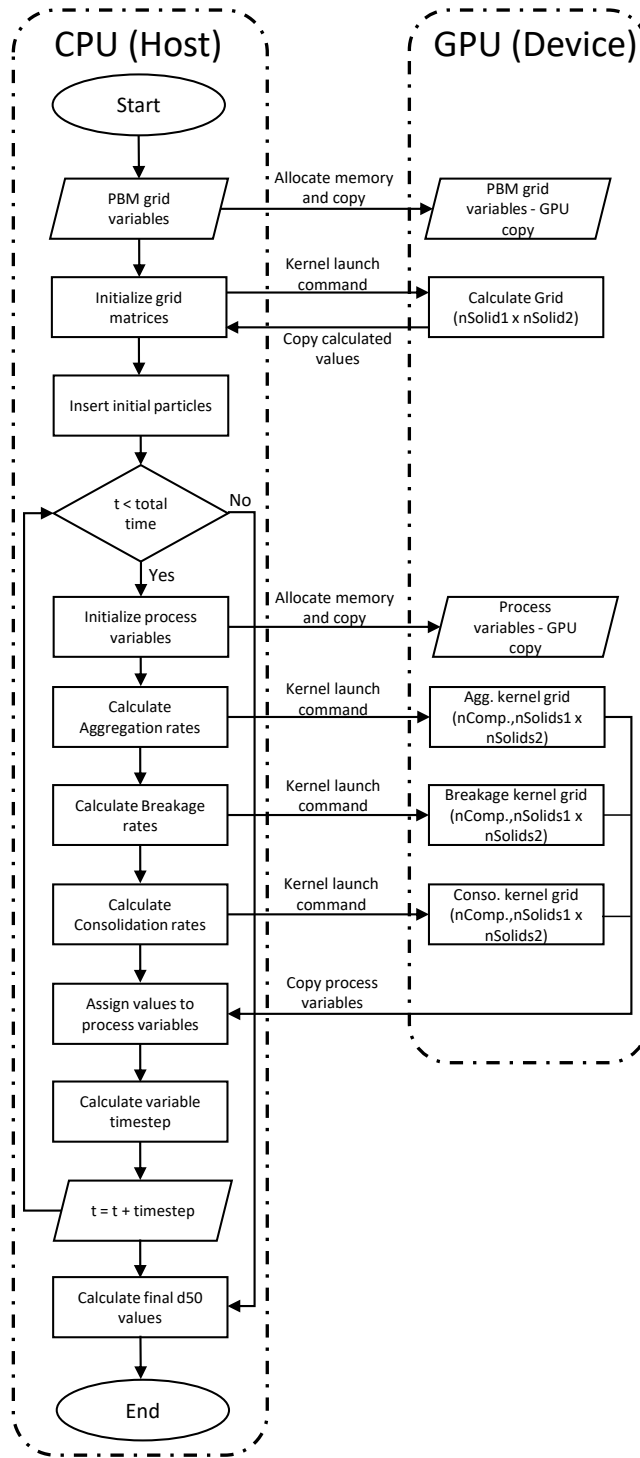 CPU (Host)
GPU (Device)
Start
PBM grid
variables
Allocate memory
and copy
PBM grid
variables - GPU
copy
Initialize grid
matrices
Kernel launch
command
Calculate Grid
(nSolid1 x nSolid2)
Copy calculated
values
Insert initial particles
t < total
time
No
Yes
Initialize process
variables
Allocate memory
and copy
Process
variables - GPU
copy
Calculate
Aggregation rates
Kernel launch
command
Agg. kernel grid
(nComp.,nSolids1 x
nSolids2)
Calculate Breakage
rates
Kernel launch
command
Breakage kernel grid
(nComp.,nSolids1 x
nSolids2)
Calculate
Consolidation rates
Kernel launch
command
Conso. kernel grid
(nComp.,nSolids1 x
nSolids2)
Copy process
variables
Assign values to
process variables
Calculate variable
timestep
t = t + timestep
Calculate final d50
values
End